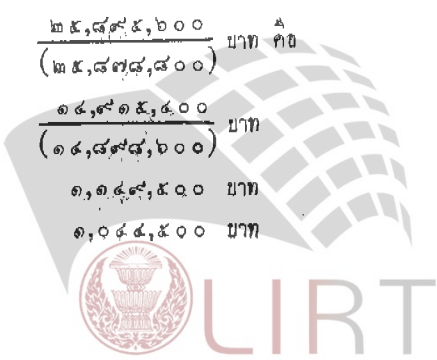 ๒๕,๘๙๕,๖๐๐ บาท คือ
(๒๕,๘๗๘,๘๐๐)
๑๔,๙๑๕,๔๐๐ บาท
(๑๔,๘๙๘,๖๐๐)
๑,๑๔๙,๕๐๐ บาท
๑,๐๔๔,๕๐๐ บาท
LIRT